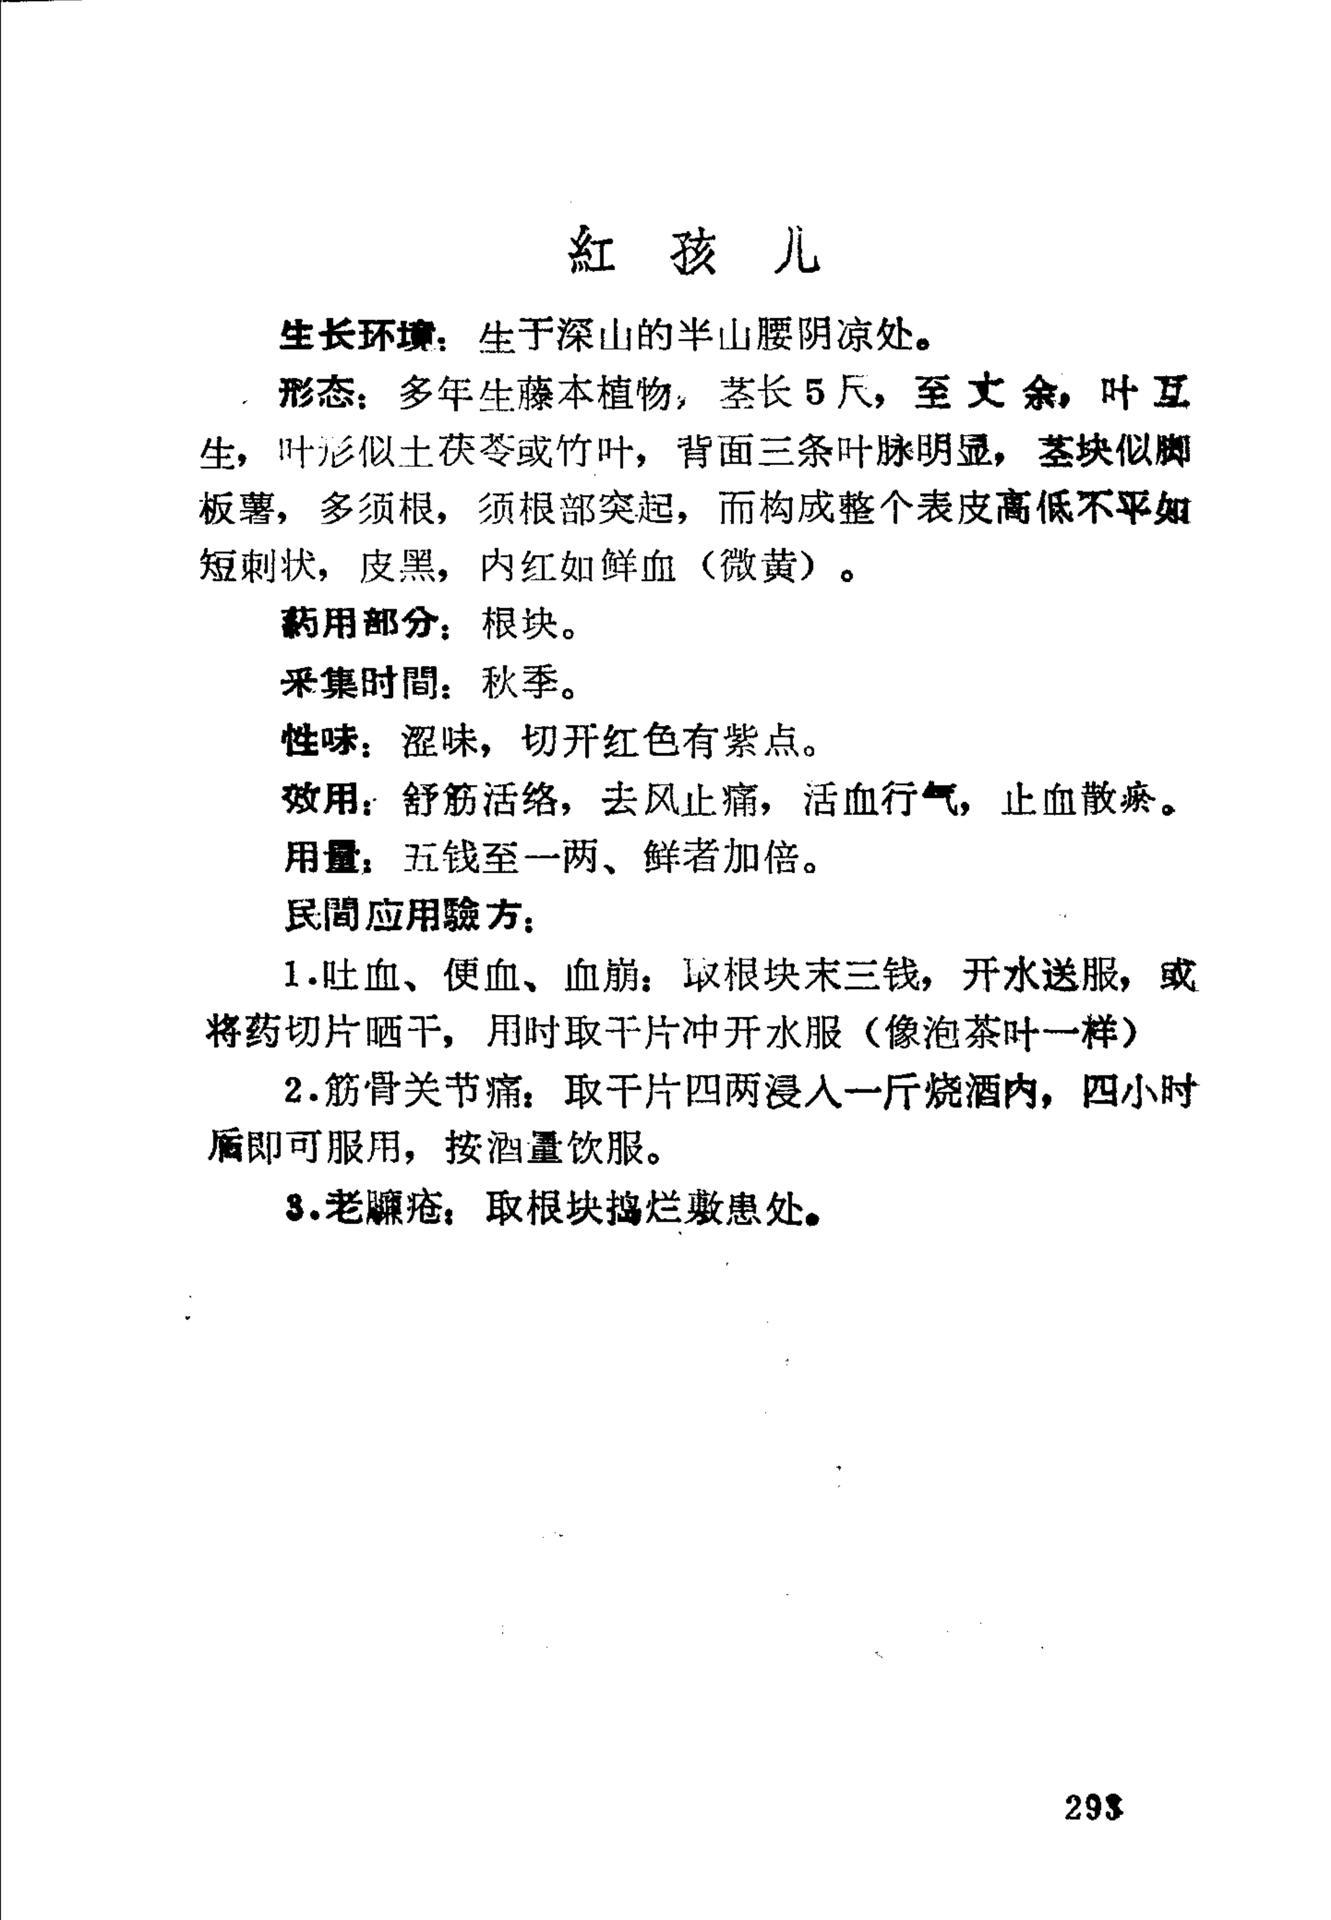 紅孩儿
生长环境：生于深山的半山腰阴凉处。
形态：多年生藤本植物，茎长5尺，至丈余，叶互
生，叶形似土茯苓或竹叶，背面三条叶脉明显，茎块似脚
板薯，多须根，须根部突起，而构成整个表皮高低不平如
短刺状，皮黑，内红如鲜血（微黄）。
药用部分：根块。
采集时間：秋季。
性味：涩味，切开红色有紫点。
效用：舒筋活络，去风止痛，活血行气，止血散瘀。
用量：五钱至一两、鲜者加倍。
民間应用驗方：
1.吐血、便血、血崩：取根块末三钱，开水送服，或
将药切片晒干，用时取干片冲开水服（像泡茶叶一样）
2.筋骨关节痛：取干片四两浸入一斤烧酒内，四小时
后即可服用，按酒量饮服。
3.老臁疮：取根块捣烂敷患处。
293